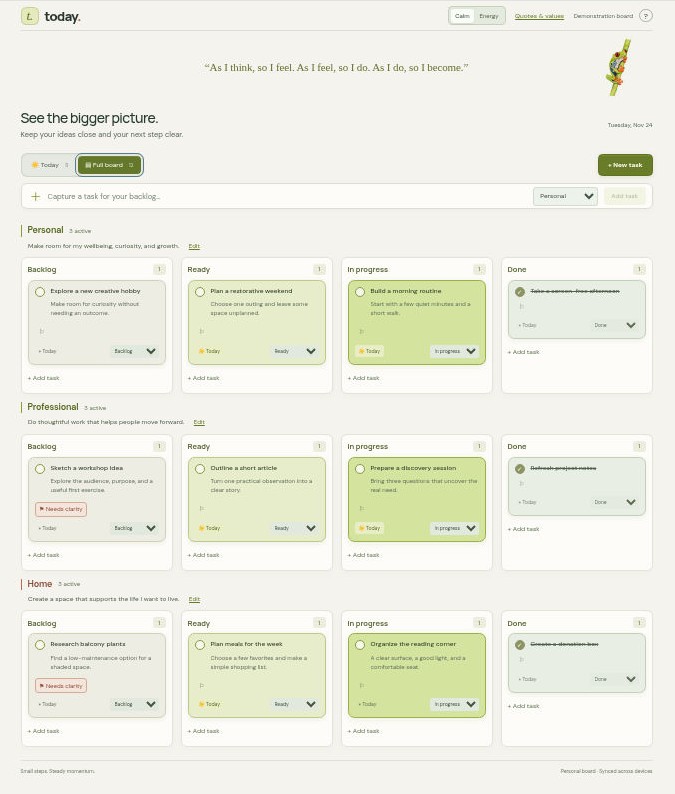 t. today.
Calm Energy Quotes & values Demonstration board ?
“As I think, so I feel. As I feel, so I do. As I do, so I become.”
See the bigger picture.
Keep your ideas close and your next step clear.
Tuesday, Nov 24
Today Full board 12 + New task
Capture a task for your backlog... Personal Add task
Personal 3 active
Make room for my wellbeing, curiosity, and growth. Edit
Backlog 1 Ready 1 In progress 1 Done 1
Explore a new creative hobby
Make room for curiosity without
needing an outcome.
+ Today Backlog
+ Add task
Plan a restorative weekend
Choose one outing and leave some
space unplanned.
Today Ready
+ Add task
Build a morning routine
Start with a few quiet minutes and a
short walk.
Today In progress
+ Add task
Take a screen-free afternoon
+ Today Done
+ Add task
Professional 3 active
Do thoughtful work that helps people move forward. Edit
Backlog 1 Ready 1 In progress 1 Done 1
Sketch a workshop idea
Explore the audience, purpose, and a
useful first exercise.
Needs clarity
+ Today Backlog
+ Add task
Outline a short article
Turn one practical observation into a
clear story.
Today Ready
+ Add task
Prepare a discovery session
Bring three questions that uncover the
real need.
Today In progress
+ Add task
Refresh project notes
+ Today Done
+ Add task
Home 3 active
Create a space that supports the life I want to live. Edit
Backlog 1 Ready 1 In progress 1 Done 1
Research balcony plants
Find a low-maintenance option for a
shaded space.
Needs clarity
+ Today Backlog
+ Add task
Plan meals for the week
Choose a few favorites and make a
simple shopping list.
Today Ready
+ Add task
Organize the reading corner
A clear surface, a good light, and a
comfortable seat.
+ Today In progress
+ Add task
Create a donation box
+ Today Done
+ Add task
Small steps. Steady momentum.
Personal board · Synced across devices